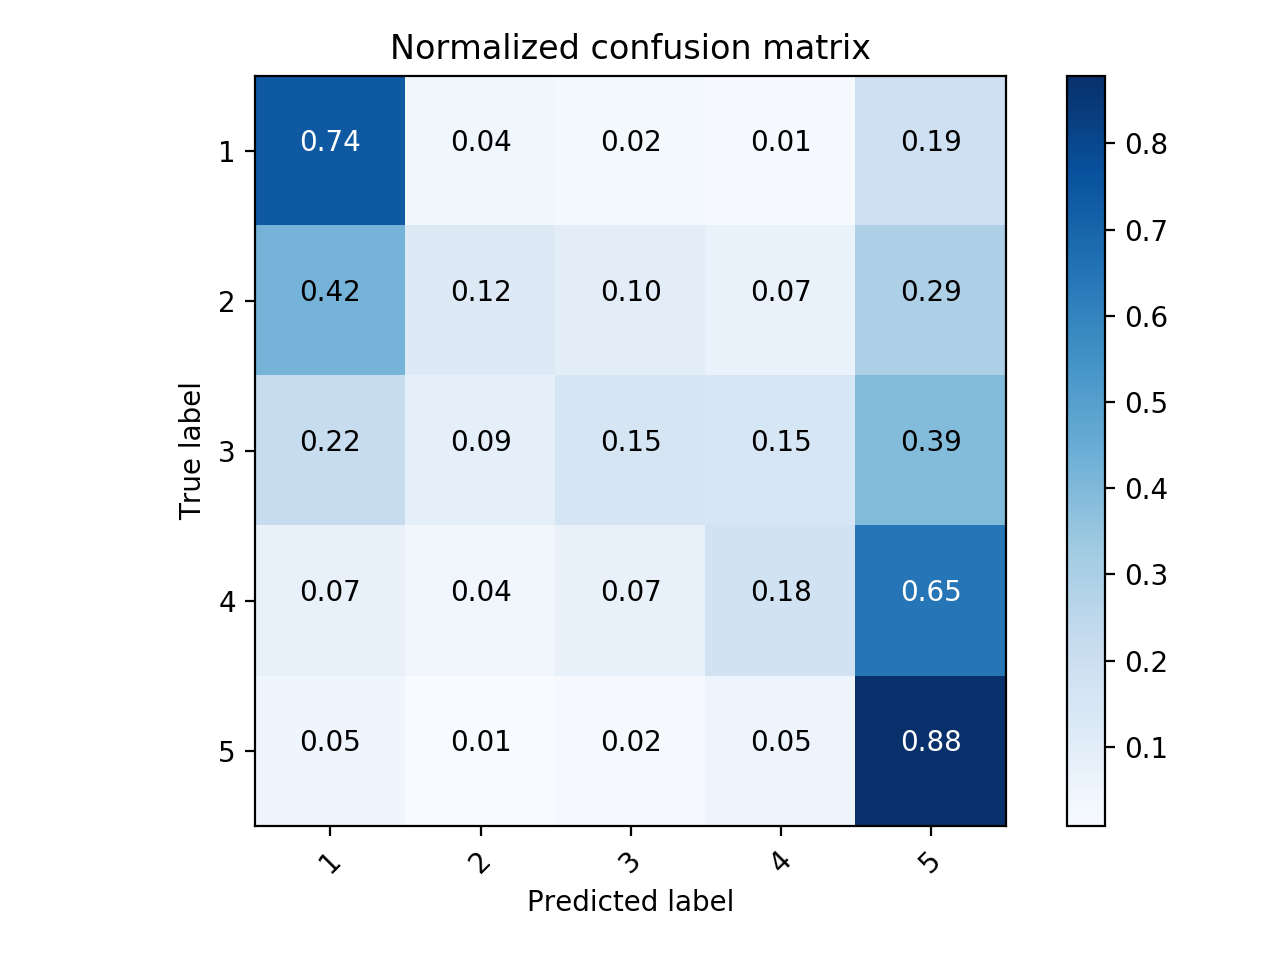 Normalized confusion matrix
True label
1 0.74 0.04 0.02 0.01 0.19
2 0.42 0.12 0.10 0.07 0.29
3 0.22 0.09 0.15 0.15 0.39
4 0.07 0.04 0.07 0.18 0.65
5 0.05 0.01 0.02 0.05 0.88
1 2 3 4 5
Predicted label
0.8
0.7
0.6
0.5
0.4
0.3
0.2
0.1